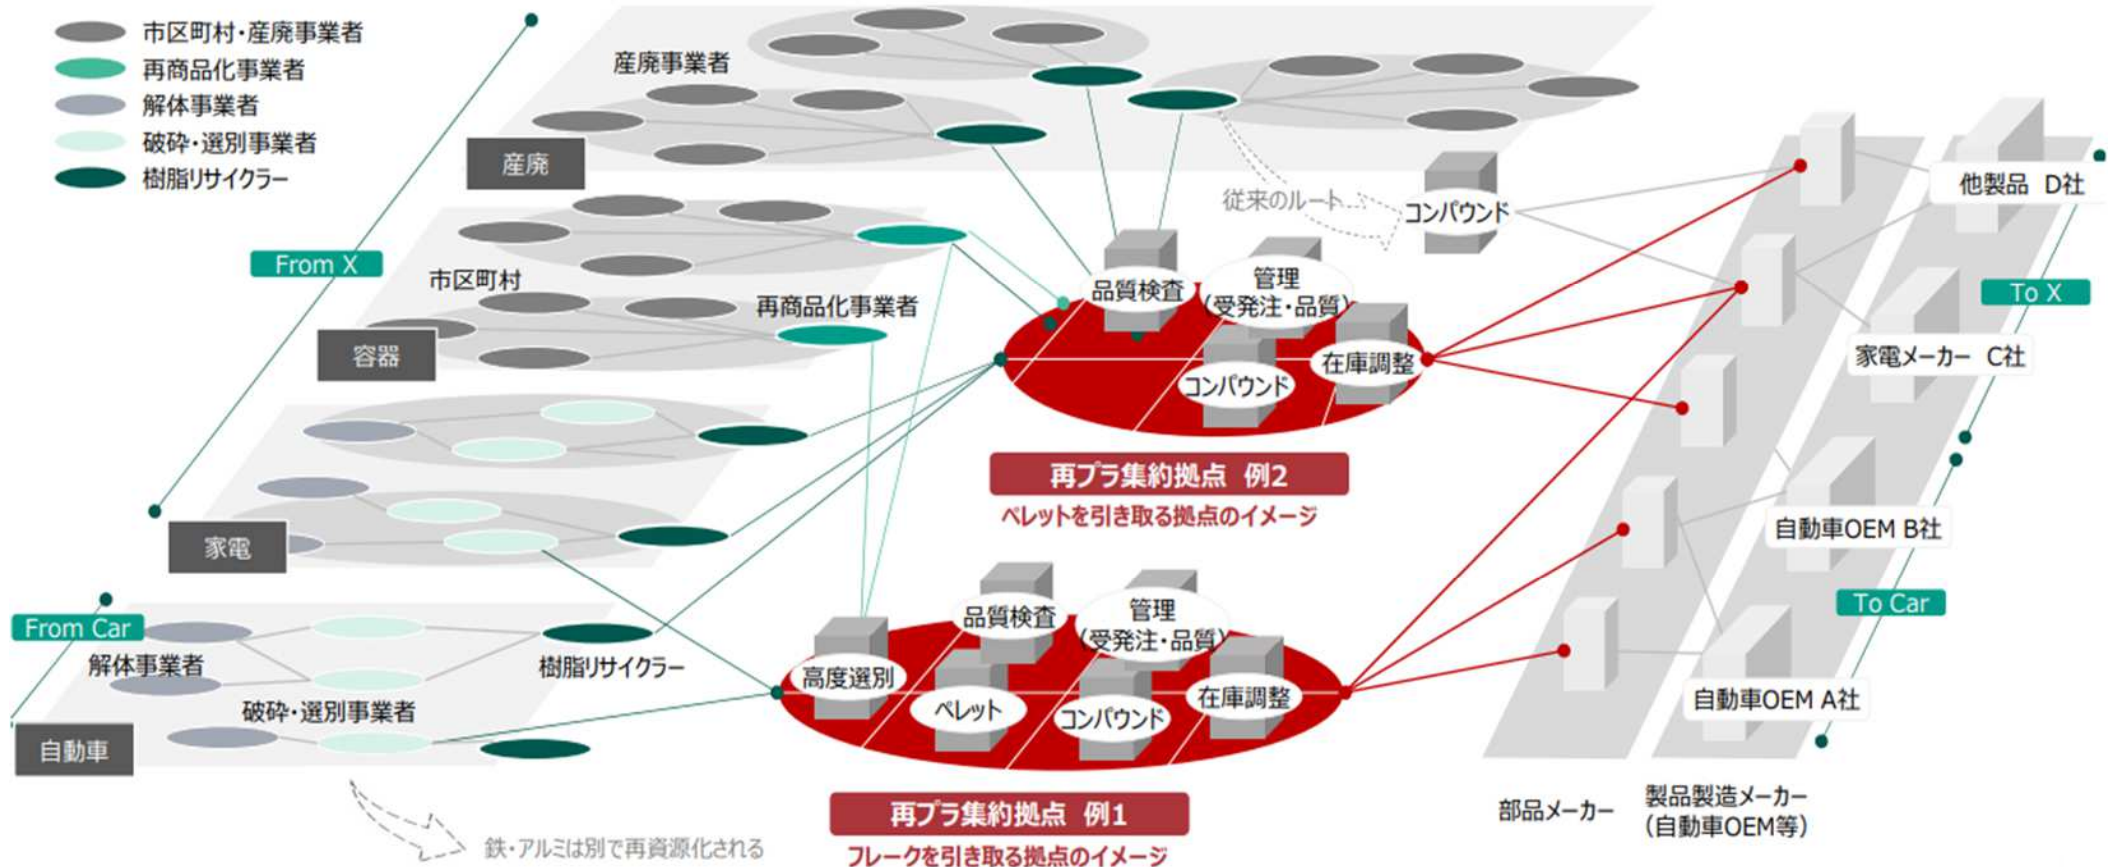 市区町村・産廃事業者
再商品化事業者
解体事業者
破砕・選別事業者
樹脂リサイクラー
産廃事業者
産廃
From X
市区町村
再商品化事業者
容器
家電
From Car
解体事業者
破砕・選別事業者
樹脂リサイクラー
自動車
鉄・アルミは別で再資源化される
従来のルート
コンパウンド
品質検査
管理
(受発注・品質)
コンパウンド
在庫調整
再プラ集約拠点 例2
ペレットを引き取る拠点のイメージ
高度選別
品質検査
管理
(受発注・品質)
ペレット
コンパウンド
在庫調整
再プラ集約拠点 例1
フレークを引き取る拠点のイメージ
他製品 D社
To X
家電メーカー C社
自動車OEM B社
To Car
自動車OEM A社
部品メーカー
製品製造メーカー
(自動車OEM等)